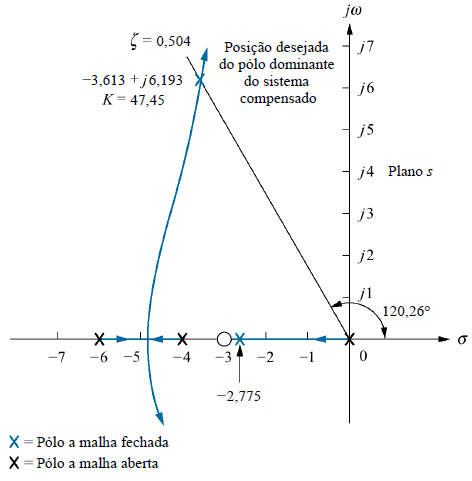 jω
ζ = 0,504
Posição desejada
do pólo dominante
do sistema
compensado
−3,613 + j6,193
K = 47,45
j7
j6
j5
j4
Plano s
j3
j2
j1
120,26°
−7
−6
−5
−4
−3
−2
−1
0
σ
−2,775
X = Pólo a malha fechada
X = Pólo a malha aberta